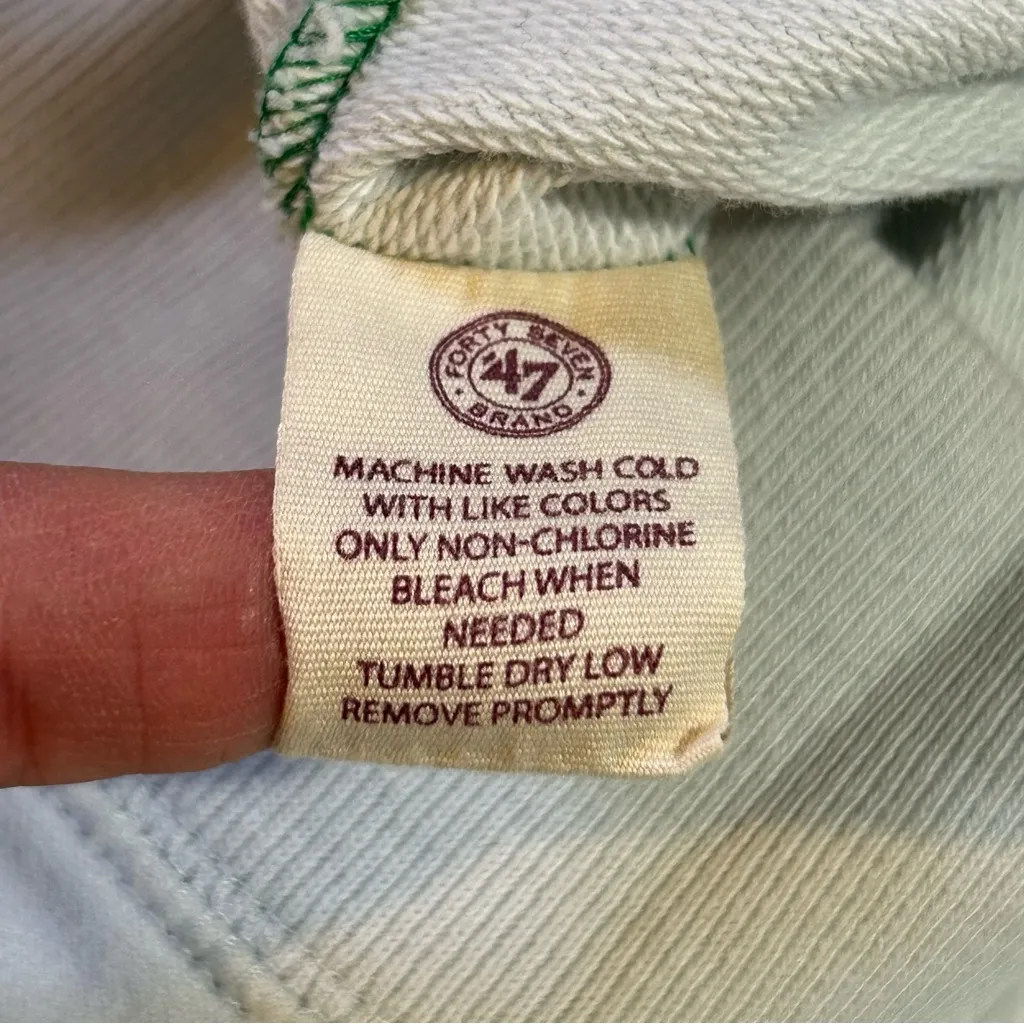 FORTY SEVEN
'47
BRAND
MACHINE WASH COLD
WITH LIKE COLORS
ONLY NON-CHLORINE
BLEACH WHEN
NEEDED
TUMBLE DRY LOW
REMOVE PROMPTLY